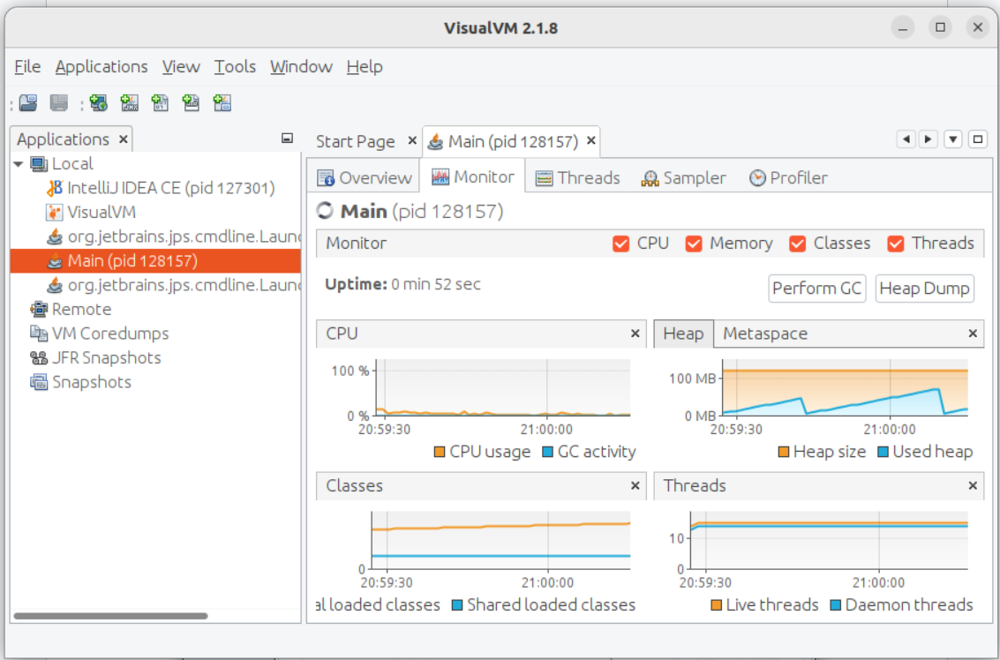 VisualVM 2.1.8
File Applications View Tools Window Help
Applications
Start Page
Main (pid 128157)
Local
IntelliJ IDEA CE (pid 127301)
VisualVM
org.jetbrains.jps.cmdline.Laun
Main (pid 128157)
org.jetbrains.jps.cmdline.Laun
Remote
VM Coredumps
JFR Snapshots
Snapshots
Overview Monitor Threads Sampler Profiler
Main (pid 128157)
Monitor CPU Memory Classes Threads
Uptime: 0 min 52 sec
Perform GC Heap Dump
CPU
100 %
0 %
20:59:30 21:00:00
CPU usage GC activity
Heap Metaspace
100 MB
0 MB
20:59:30 21:00:00
Heap size Used heap
Classes
0
20:59:30 21:00:00
al loaded classes Shared loaded classes
Threads
10
0
20:59:30 21:00:00
Live threads Daemon threads